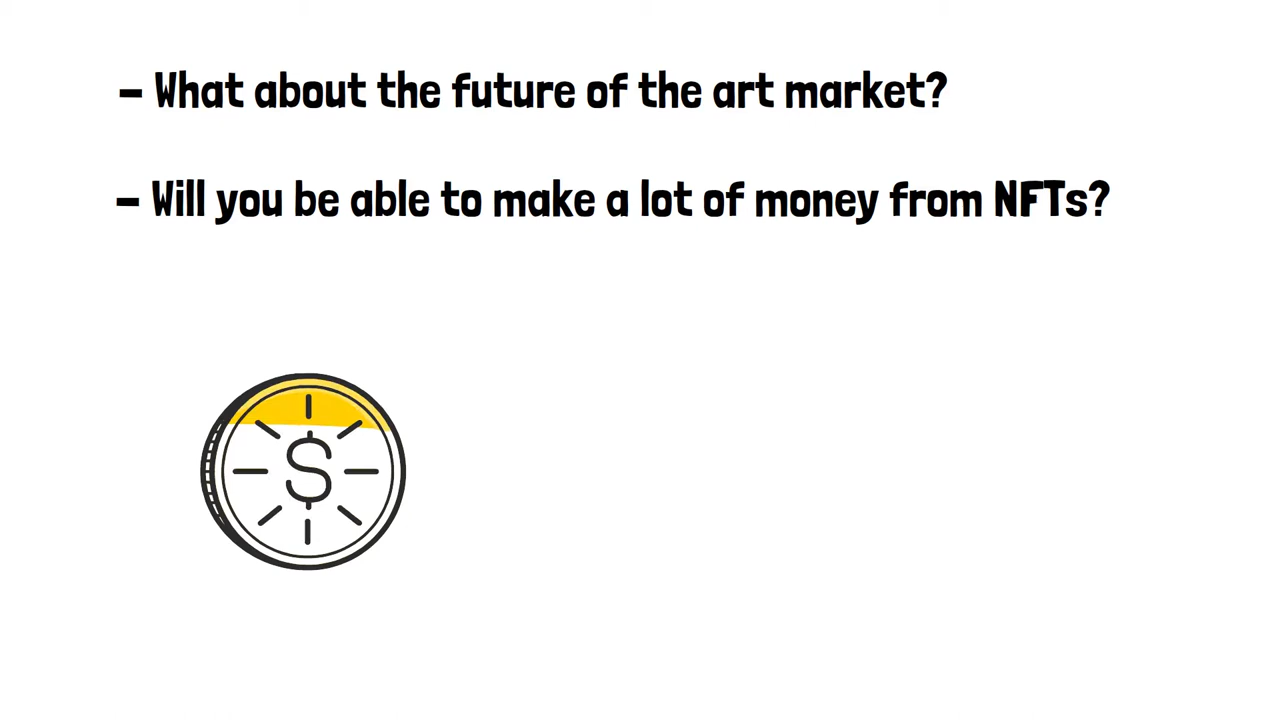 - What about the future of the art market?
- Will you be able to make a lot of money from NFTs?
$